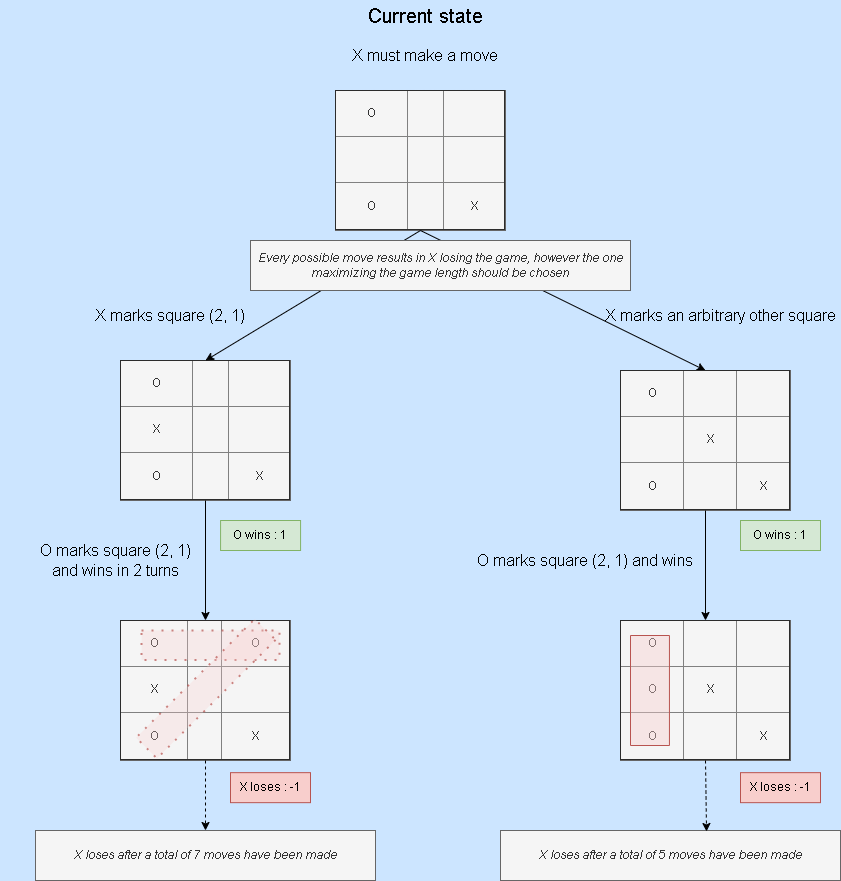 Current state
X must make a move
O
O X
Every possible move results in X losing the game, however the one
maximizing the game length should be chosen
X marks square (2, 1)
X marks an arbitrary other square
O
X
O X
O
X
O X
O wins : 1
O wins : 1
O marks square (2, 1)
and wins in 2 turns
O marks square (2, 1) and wins
O O
X
O X
O
O X
O X
X loses : -1
X loses : -1
X loses after a total of 7 moves have been made
X loses after a total of 5 moves have been made